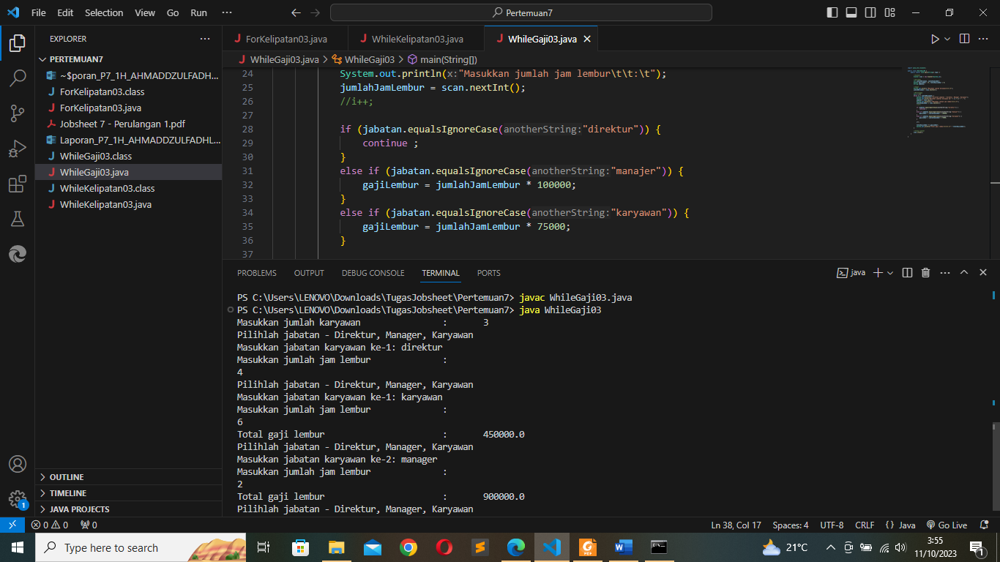 File Edit Selection View Go Run ··· Pertemuan7
EXPLORER ···
PERTEMUAN7
~$poran_P7_1H_AHMADDZULFADH...
ForKelipatan03.class
ForKelipatan03.java
Jobsheet 7 - Perulangan 1.pdf
Laporan_P7_1H_AHMADDZULFADHL...
WhileGaji03.class
WhileGaji03.java
WhileKelipatan03.class
WhileKelipatan03.java
OUTLINE
TIMELINE
JAVA PROJECTS
ForKelipatan03.java WhileKelipatan03.java WhileGaji03.java
WhileGaji03.java > WhileGaji03 > main(String[])
24 System.out.println(x:"Masukkan jumlah jam lembur\t\t:\t");
25 jumlahJamLembur = scan.nextInt();
26 //i++;
27
28 if (jabatan.equalsIgnoreCase(anotherString:"direktur")) {
29 continue ;
30 }
31 else if (jabatan.equalsIgnoreCase(anotherString:"manajer")) {
32 gajiLembur = jumlahJamLembur * 100000;
33 }
34 else if (jabatan.equalsIgnoreCase(anotherString:"karyawan")) {
35 gajiLembur = jumlahJamLembur * 75000;
36 }
37
PROBLEMS OUTPUT DEBUG CONSOLE TERMINAL PORTS java
PS C:\Users\LENOVO\Downloads\TugasJobsheet\Pertemuan7> javac WhileGaji03.java
PS C:\Users\LENOVO\Downloads\TugasJobsheet\Pertemuan7> java WhileGaji03
Masukkan jumlah karyawan : 3
Pilihlah jabatan - Direktur, Manager, Karyawan
Masukkan jabatan karyawan ke-1: direktur
Masukkan jumlah jam lembur :
4
Pilihlah jabatan - Direktur, Manager, Karyawan
Masukkan jabatan karyawan ke-1: karyawan
Masukkan jumlah jam lembur :
6
Total gaji lembur : 450000.0
Pilihlah jabatan - Direktur, Manager, Karyawan
Masukkan jabatan karyawan ke-2: manager
Masukkan jumlah jam lembur :
2
Total gaji lembur : 900000.0
Pilihlah jabatan - Direktur, Manager, Karyawan
1
0 0 0 Ln 38, Col 17 Spaces: 4 UTF-8 CRLF {} Java Go Live
Type here to search 21°C 3:55
11/10/2023 1